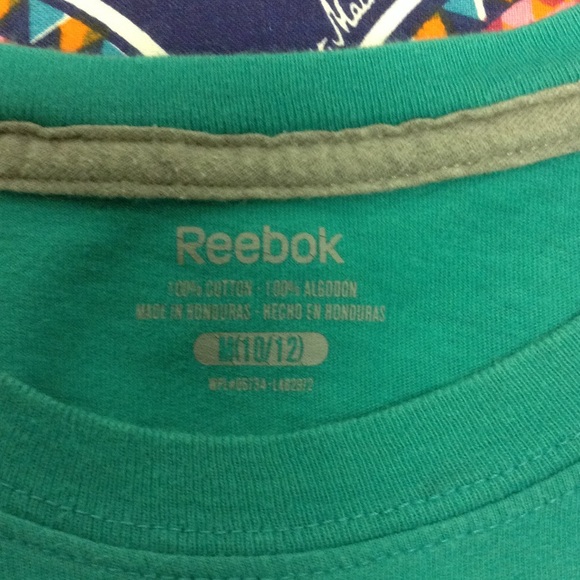 Reebok
100% COTTON - 100% ALGODON
MADE IN HONDURAS - HECHO EN HONDURAS
M(10/12)